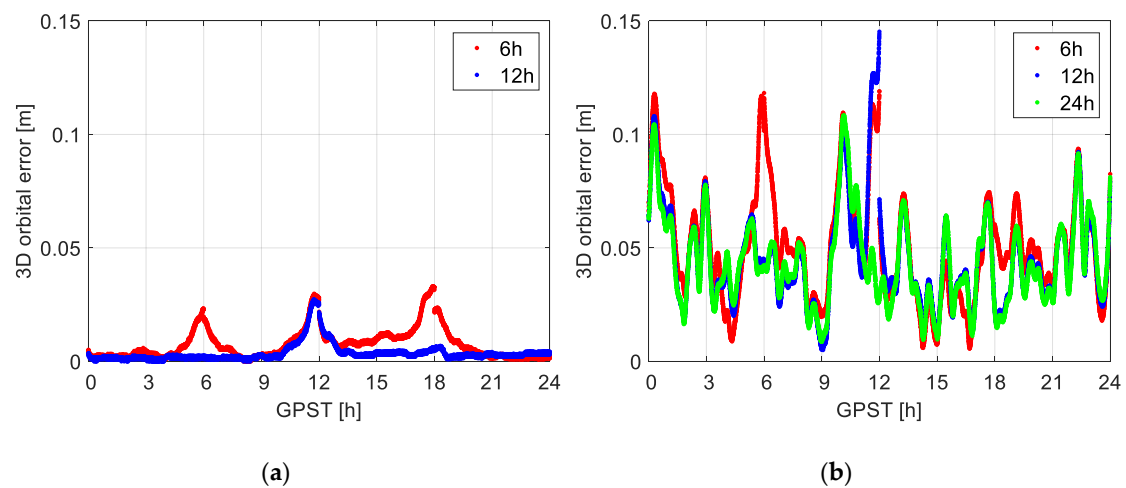 0.15
0.1
0.05
0
3D orbital error [m]
6h
12h
0 3 6 9 12 15 18 21 24
GPST [h]
(a)
0.15
0.1
0.05
0
3D orbital error [m]
6h
12h
24h
0 3 6 9 12 15 18 21 24
GPST [h]
(b)